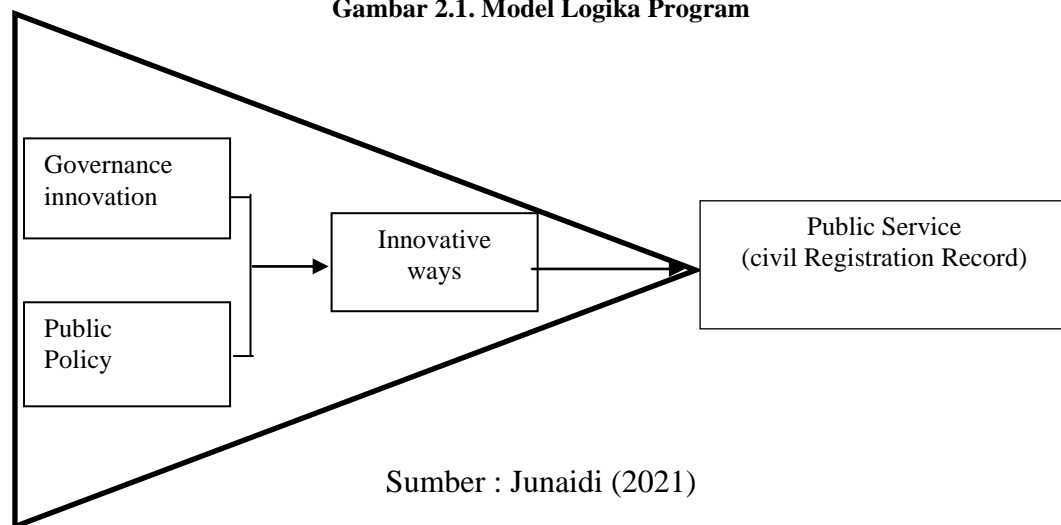 Gambar 2.1. Model Logika Program
Governance
innovation
Public
Policy
Innovative
ways
Public Service
(civil Registration Record)
Sumber : Junaidi (2021)